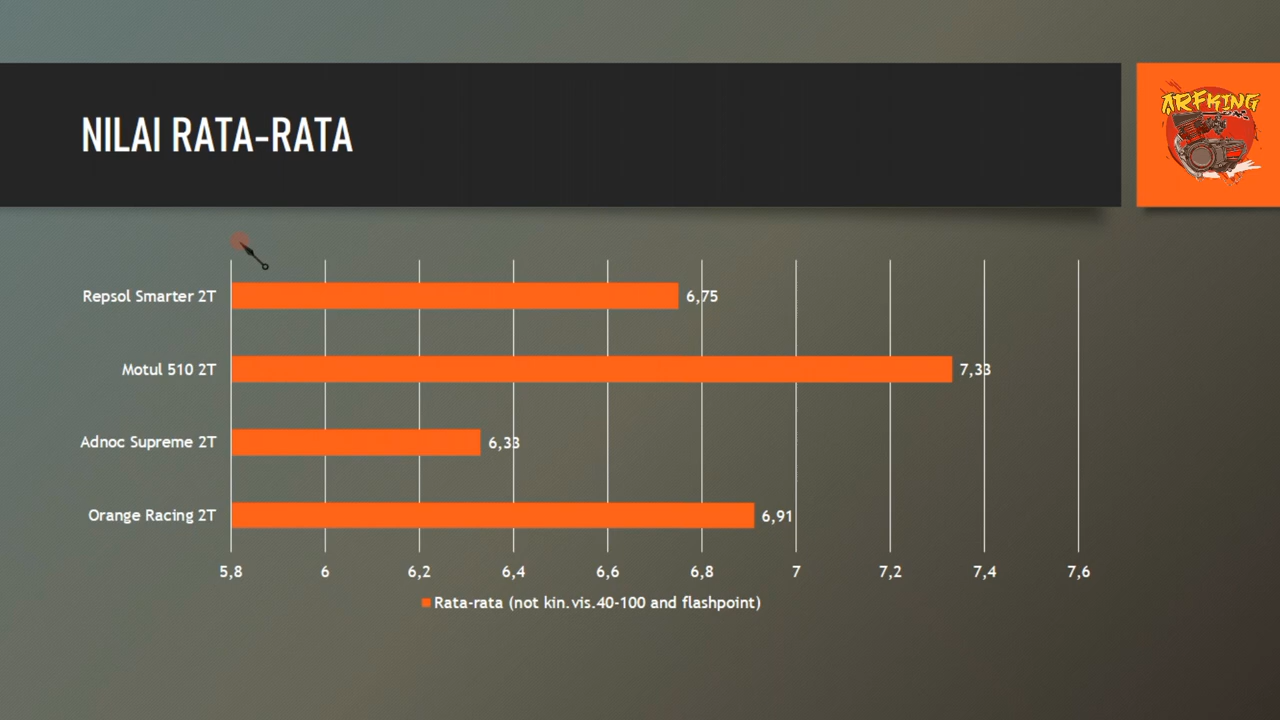 NILAI RATA-RATA
ARFKING
Repsol Smarter 2T
6,75
Motul 510 2T
7,33
Adnoc Supreme 2T
6,33
Orange Racing 2T
6,91
5,8 6 6,2 6,4 6,6 6,8 7 7,2 7,4 7,6
Rata-rata (not kin.vis.40-100 and flashpoint)